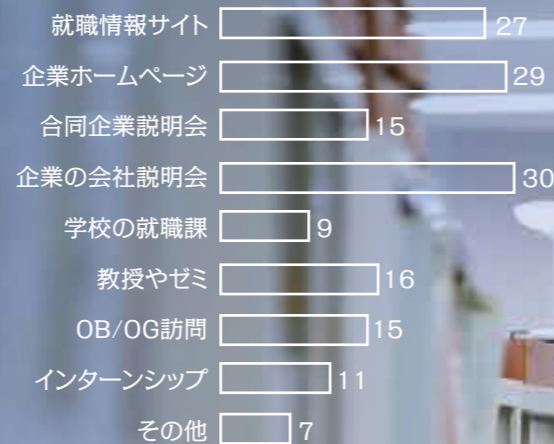 就職情報サイト 27
企業ホームページ 29
合同企業説明会 15
企業の会社説明会 30
学校の就職課 9
教授やゼミ 16
OB/OG訪問 15
インターンシップ 11
その他 7